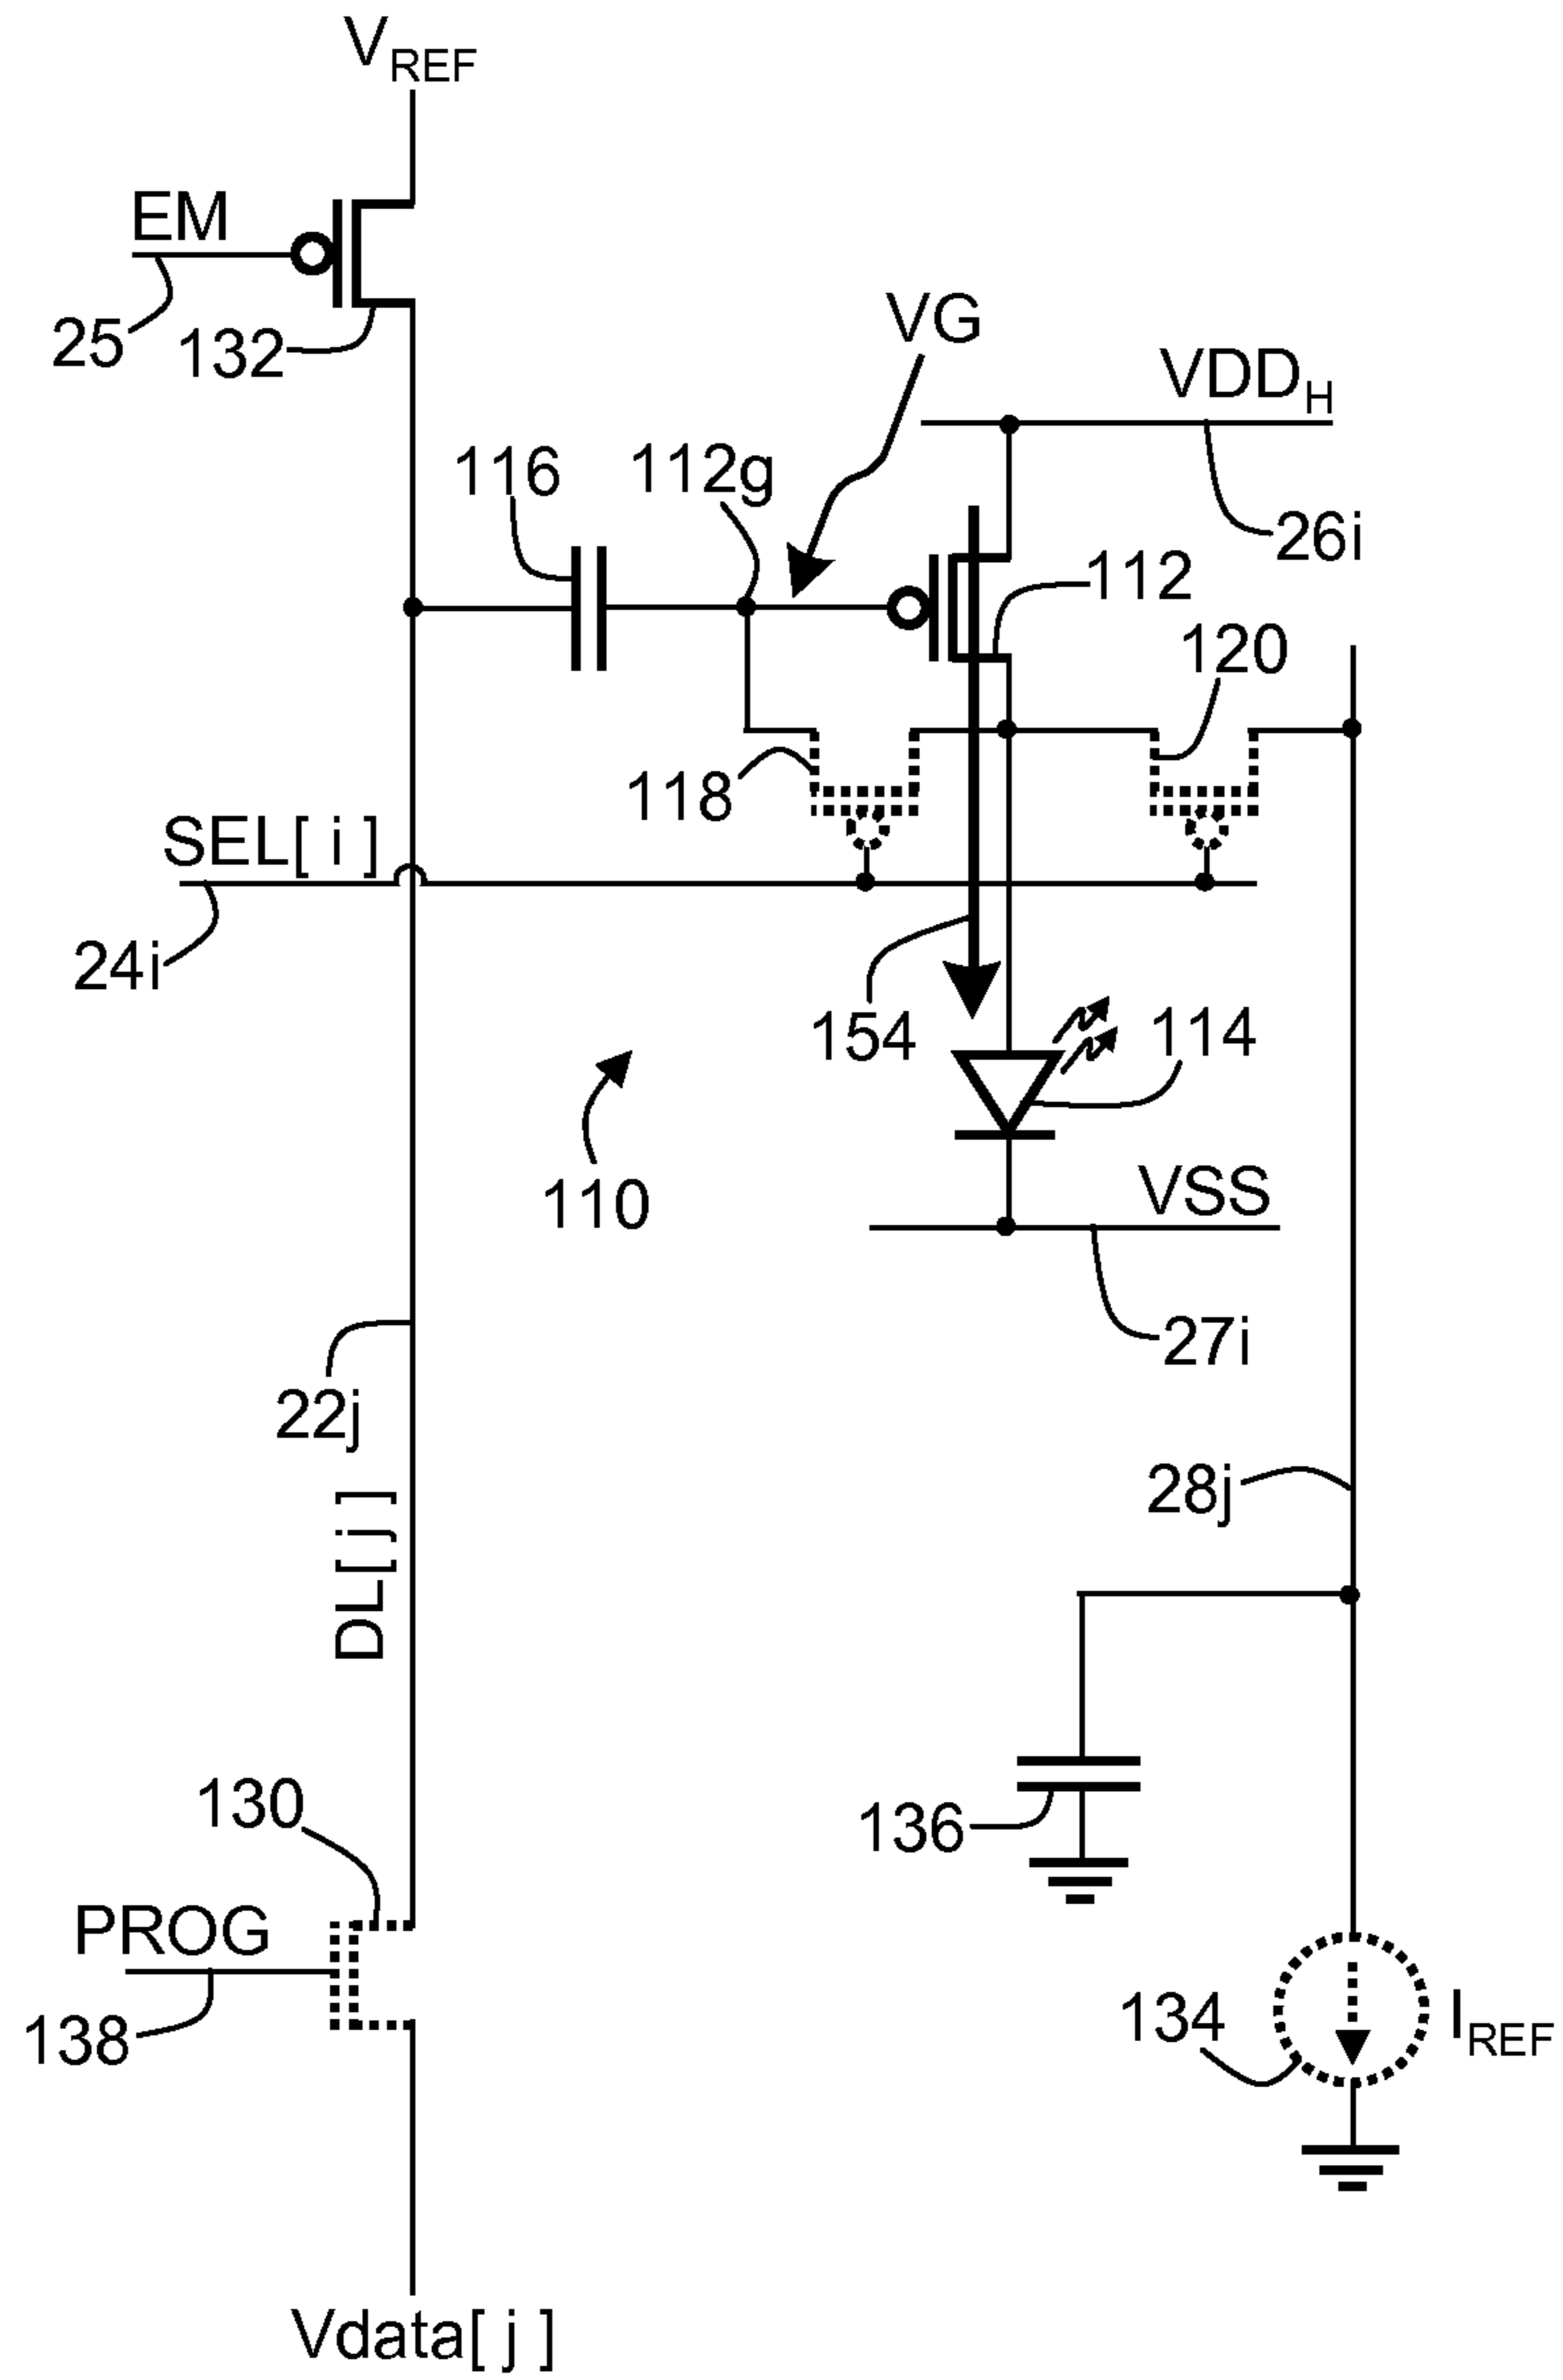 VREF
EM
25
132
VG
VDDH
116
112g
26i
112
120
118
SEL[ i ]
24i
154
114
110
VSS
27i
22j
28j
DL[ j ]
130
136
PROG
138
134
IREF
Vdata[ j ]